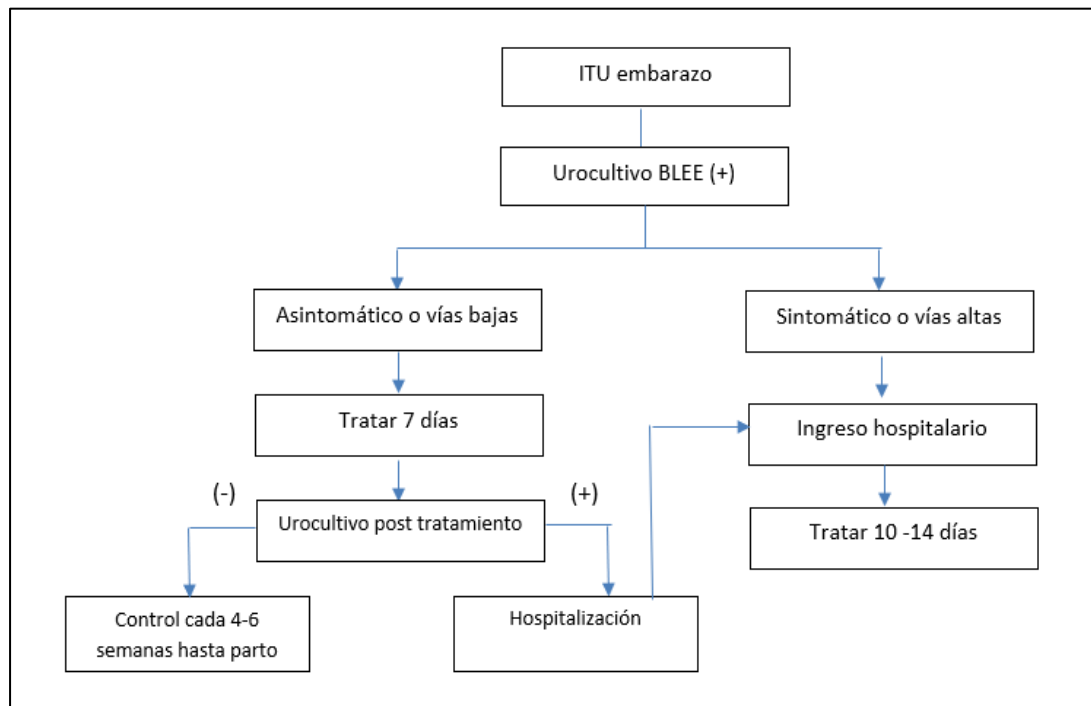 ITU embarazo
Urocultivo BLEE (+)
Asintomático o vías bajas
Sintomático o vías altas
Tratar 7 días
Ingreso hospitalario
(-)
(+)
Urocultivo post tratamiento
Tratar 10 -14 días
Control cada 4-6
semanas hasta parto
Hospitalización